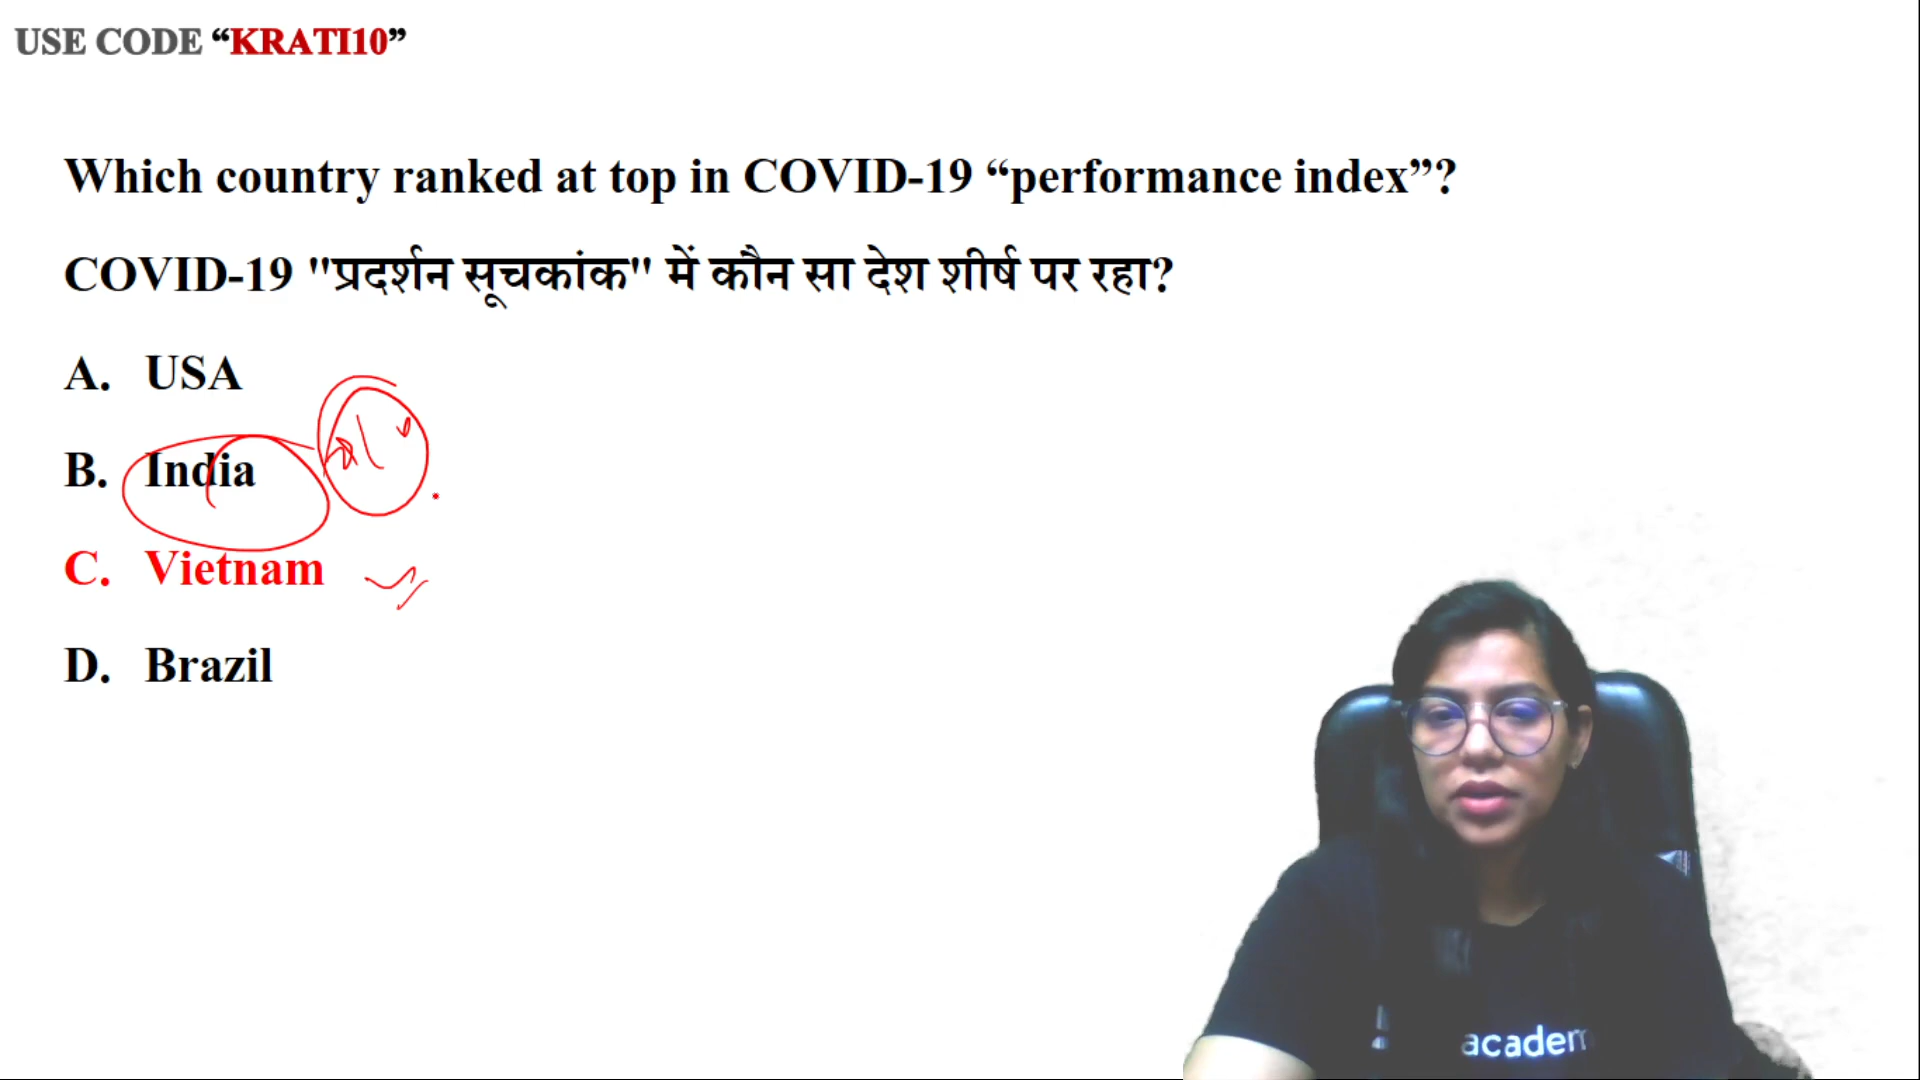 USE CODE “KRATI10”
Which country ranked at top in COVID-19 “performance index”?
COVID-19 "प्रदर्शन सूचकांक" में कौन सा देश शीर्ष पर रहा?
A. USA
B. India
C. Vietnam
D. Brazil
academ